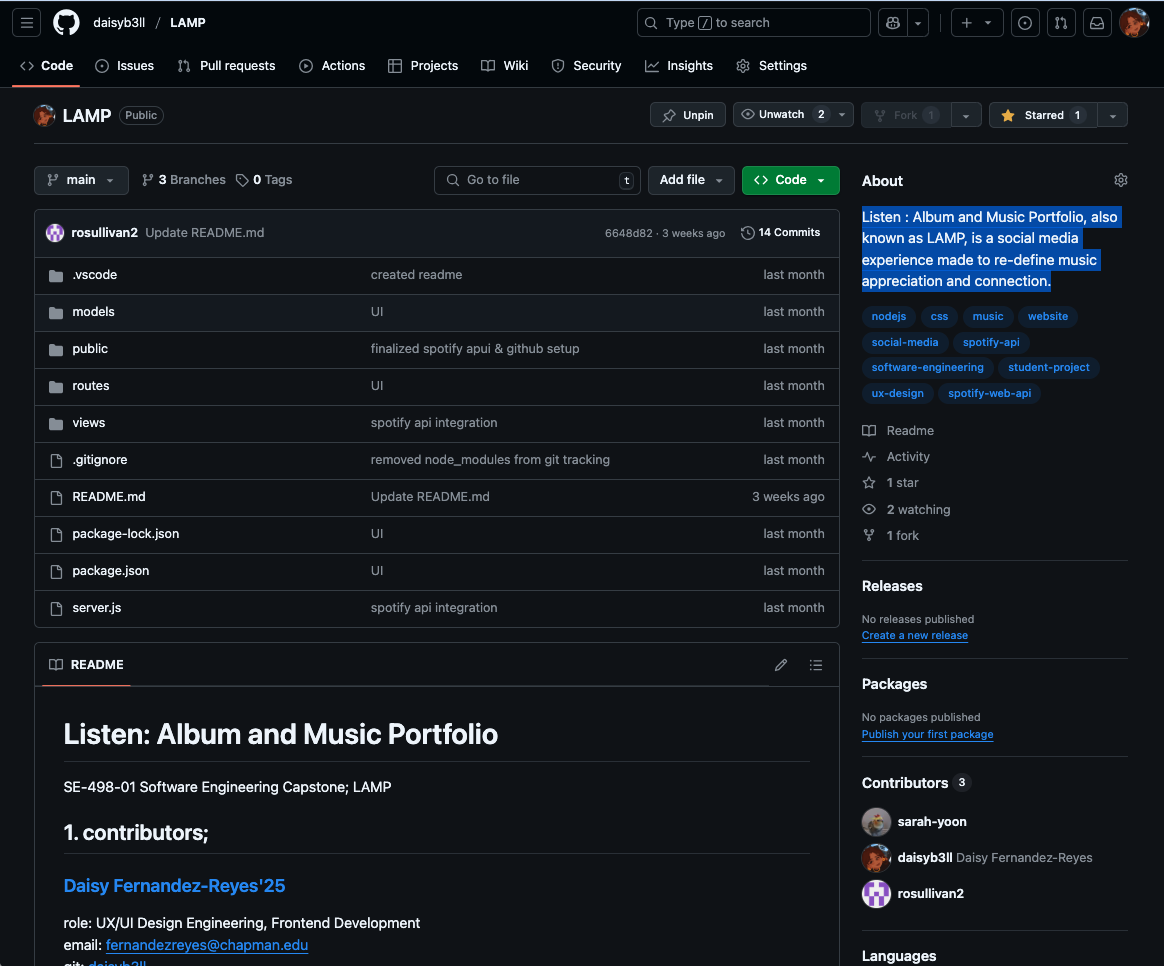 daisyb3ll / LAMP
Type / to search
Code
Issues
Pull requests
Actions
Projects
Wiki
Security
Insights
Settings
LAMP Public
Unpin
Unwatch 2
Fork 1
Starred 1
main
3 Branches
0 Tags
Go to file t
Add file
Code
rosullivan2 Update README.md
6648d82 · 3 weeks ago
14 Commits
.vscode created readme last month
models UI last month
public finalized spotify apui & github setup last month
routes UI last month
views spotify api integration last month
.gitignore removed node_modules from git tracking last month
README.md Update README.md 3 weeks ago
package-lock.json UI last month
package.json UI last month
server.js spotify api integration last month
README
Listen: Album and Music Portfolio
SE-498-01 Software Engineering Capstone; LAMP
1. contributors;
Daisy Fernandez-Reyes'25
role: UX/UI Design Engineering, Frontend Development
email: fernandezreyes@chapman.edu
git: daisyb3ll
About
Listen : Album and Music Portfolio, also
known as LAMP, is a social media
experience made to re-define music
appreciation and connection.
nodejs css music website
social-media spotify-api
software-engineering student-project
ux-design spotify-web-api
Readme
Activity
1 star
2 watching
1 fork
Releases
No releases published
Create a new release
Packages
No packages published
Publish your first package
Contributors 3
sarah-yoon
daisyb3ll Daisy Fernandez-Reyes
rosullivan2
Languages